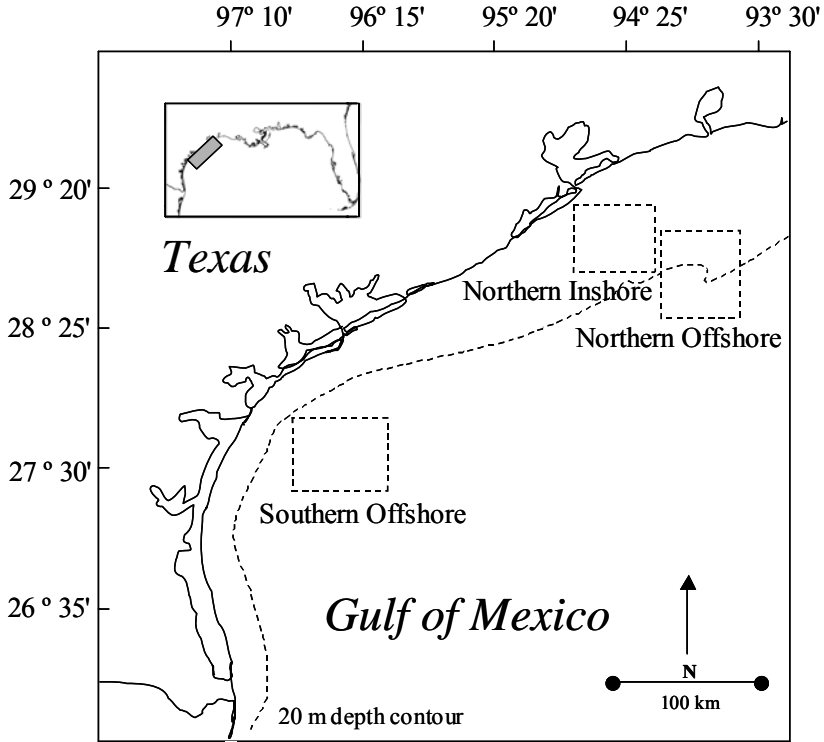 97º 10' 96º 15' 95º 20' 94º 25' 93º 30'
29 º 20'
Texas
Northern Inshore
28 º 25'
Northern Offshore
27 º 30'
Southern Offshore
26 º 35'
Gulf of Mexico
N
100 km
20 m depth contour